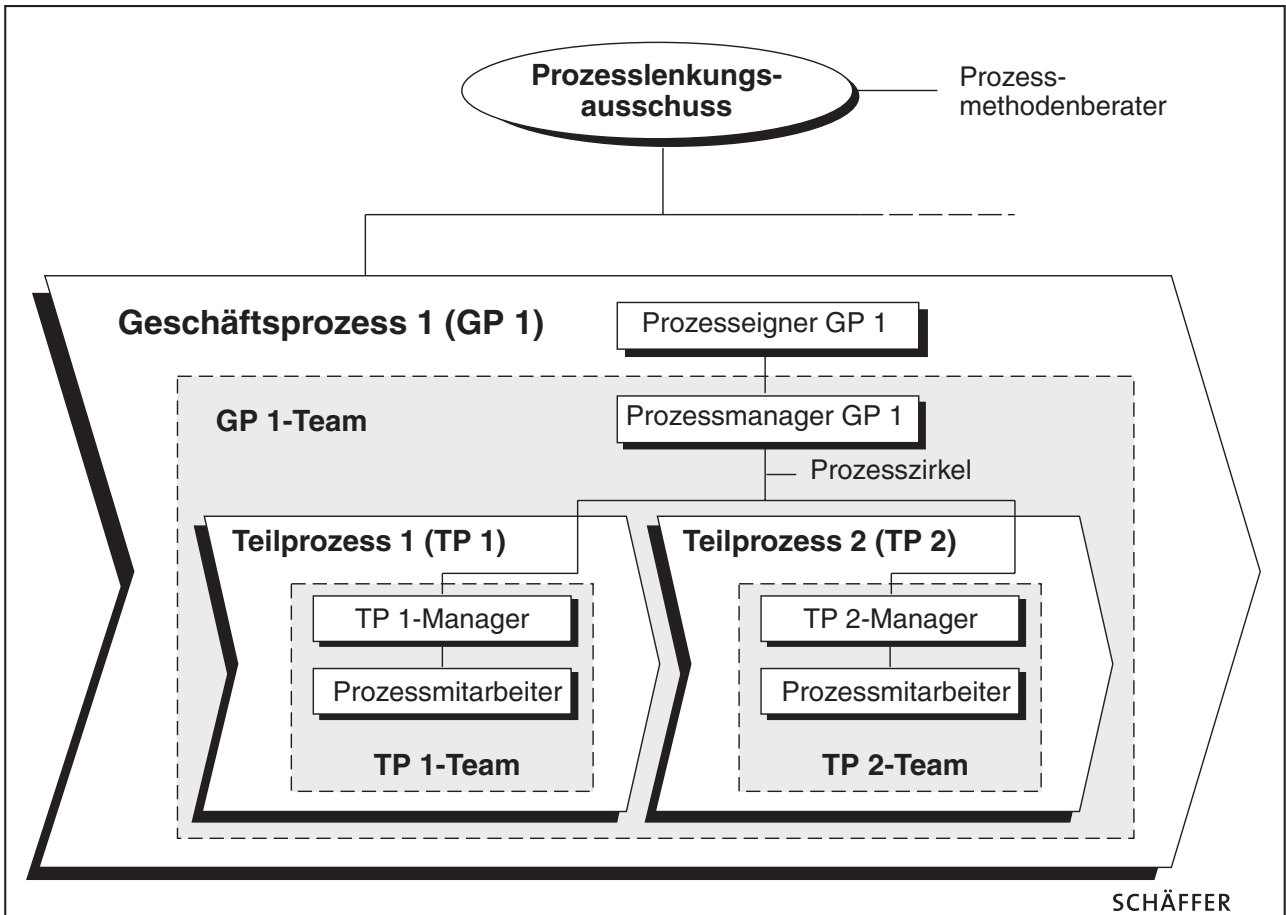 Prozesslenkungs-
ausschuss
Prozess-
methodenberater
Geschäftsprozess 1 (GP 1)
Prozesseigner GP 1
GP 1-Team
Prozessmanager GP 1
Prozesszirkel
Teilprozess 1 (TP 1)
Teilprozess 2 (TP 2)
TP 1-Manager
TP 2-Manager
Prozessmitarbeiter
Prozessmitarbeiter
TP 1-Team
TP 2-Team
SCHÄFFER